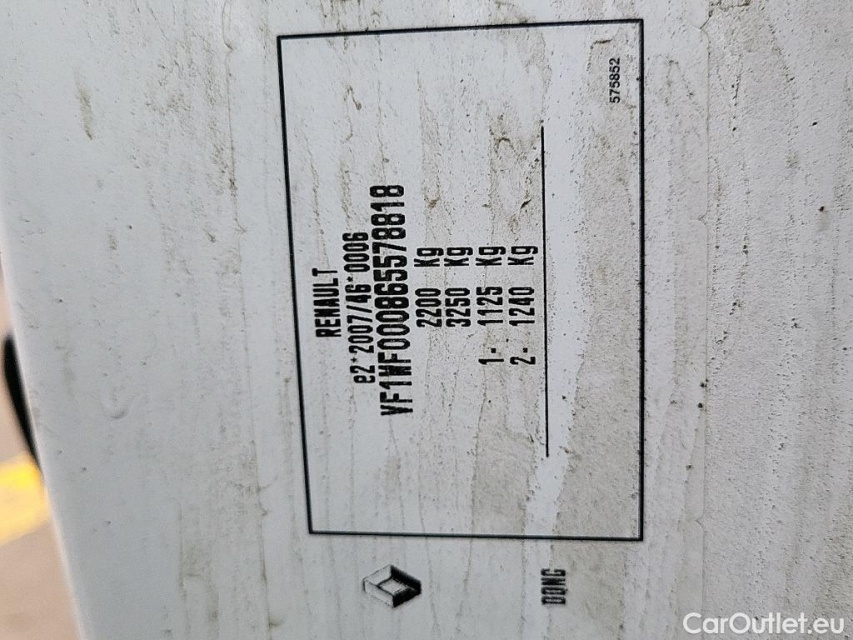 RENAULT
e2*2007/46*0006
VF1WF000865578818
2200 Kg
3250 Kg
1- 1125 Kg
2- 1240 Kg
575852
DQNG
CarOutlet.eu